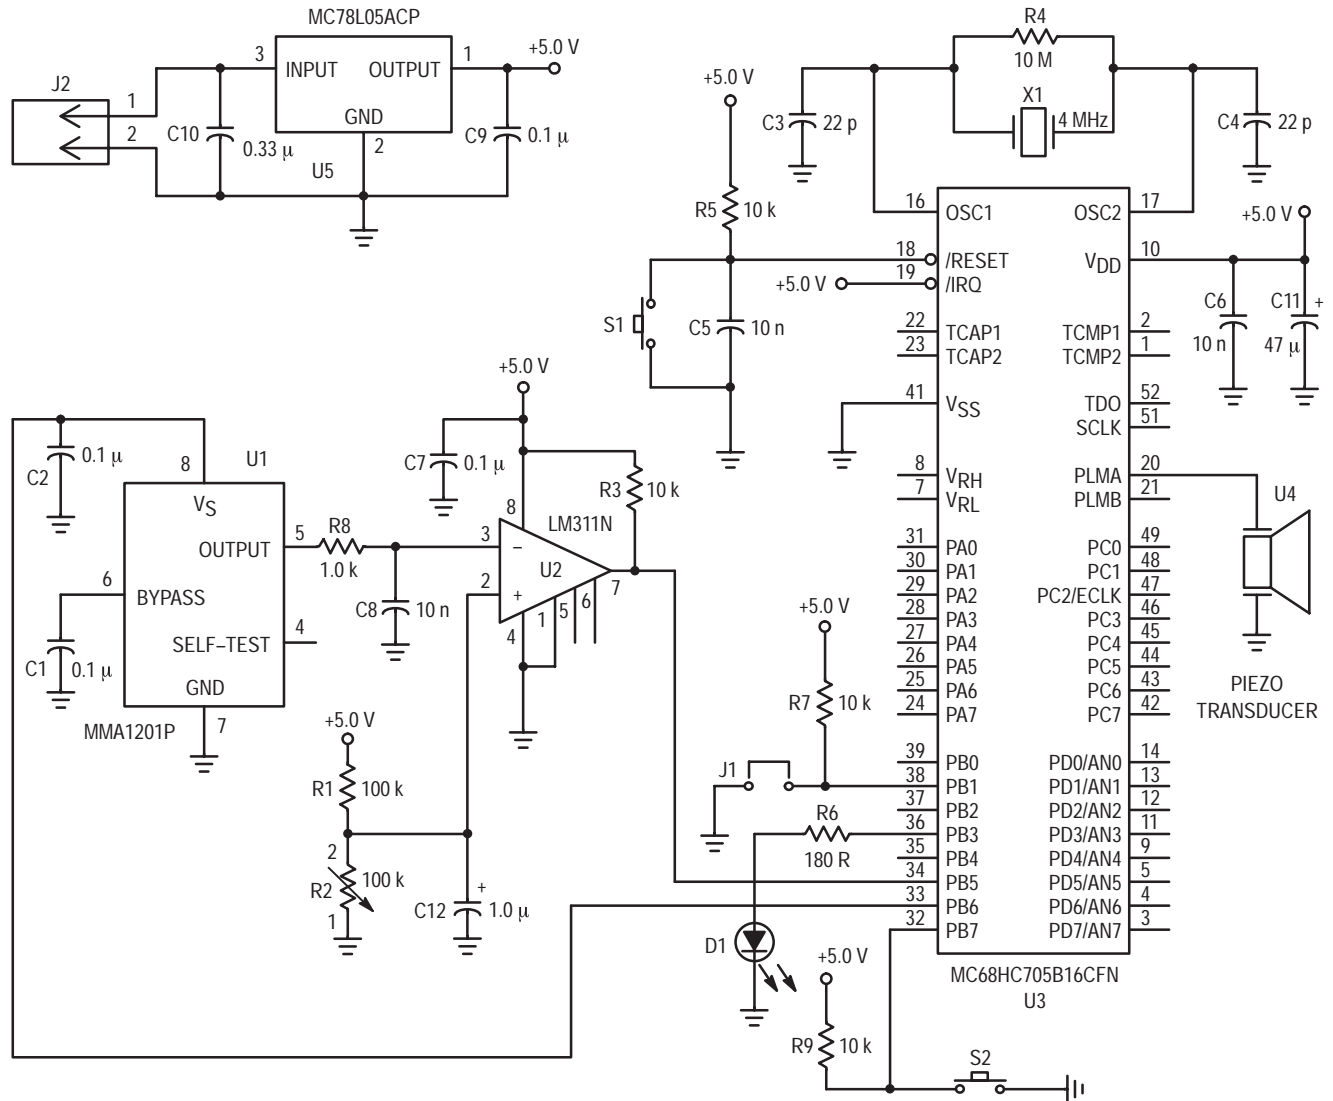 MC78L05ACP
J2
1
2
3
INPUT
OUTPUT
1
+5.0 V
GND
2
C10
0.33 μ
C9
0.1 μ
U5
R4
10 M
X1
4 MHz
C3
22 p
C4
22 p
+5.0 V
R5
10 k
16
OSC1
OSC2
17
+5.0 V
18
/RESET
VDD
10
+5.0 V
19
/IRQ
S1
C5
10 n
C6
10 n
C11
+
47 μ
22
TCAP1
TCMP1
2
23
TCAP2
TCMP2
1
41
VSS
TDO
52
SCLK
51
8
VRH
PLMA
20
7
VRL
PLMB
21
U4
PIEZO
TRANSDUCER
31
PA0
PC0
49
30
PA1
PC1
48
29
PA2
PC2/ECLK
47
28
PA3
PC3
46
27
PA4
PC4
45
26
PA5
PC5
44
25
PA6
PC6
43
24
PA7
PC7
42
39
PB0
PD0/AN0
14
38
PB1
PD1/AN1
13
37
PB2
PD2/AN2
12
36
PB3
PD3/AN3
11
35
PB4
PD4/AN4
9
34
PB5
PD5/AN5
5
33
PB6
PD6/AN6
4
32
PB7
PD7/AN7
3
MC68HC705B16CFN
U3
+5.0 V
C7
0.1 μ
R3
10 k
8
LM311N
3
–
U2
2
+
7
4
1
5
6
C2
0.1 μ
8
U1
VS
OUTPUT
5
R8
1.0 k
C8
10 n
6
BYPASS
C1
0.1 μ
SELF–TEST
4
GND
7
MMA1201P
+5.0 V
R1
100 k
2
R2
100 k
1
C12
+
1.0 μ
+5.0 V
R7
10 k
J1
R6
180 R
D1
+5.0 V
R9
10 k
S2